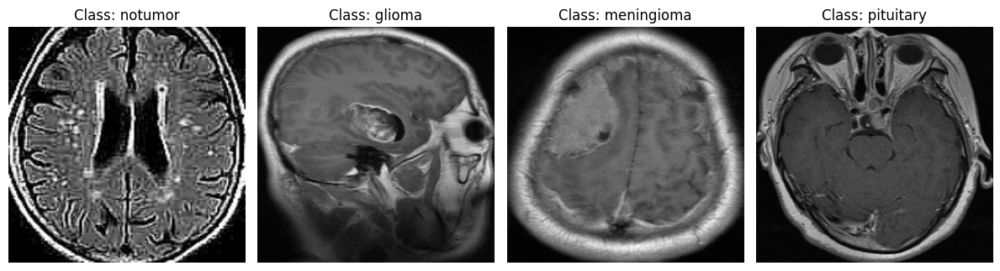 Class: notumor
Class: glioma
Class: meningioma
Class: pituitary